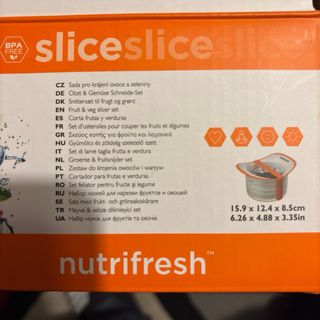 BPA
FREE
sliceslicesli
CZ Sada pro krájení ovoce a zeleniny
DE Obst & Gemüse Schneide-Set
DK Snittersæt til frugt og grønt
EN Fruit & veg slicer set
ES Corta frutas y verduras
FR Set d'ustensiles pour couper les fruits et légumes
GR Σκεύος κοπής για φρούτα και λαχανικά
HU Gyümölcs és zöldség szeletelő szett
IT Set di lame taglia frutta e verdura
NL Groente & fruitsnijder set
PL Zestaw do krojenia owoców i warzyw
PT Cortador para frutas e verduras
RO Set feliator pentru fructe și legume
RU Набор ножей для нарезки фруктов и овощей
SE Sats med frukt- och grönsaksskärare
TR Meyve & sebze dilimleyici set
UA Набір ножів для фруктів та овочів
15.9 x 12.4 x 8.5cm
6.26 x 4.88 x 3.35in
nutrifresh™